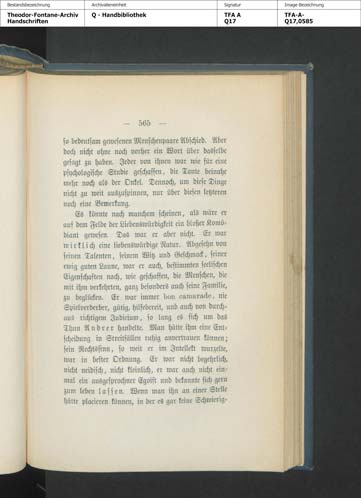 Bestandsbezeichnung
Theodor-Fontane-Archiv
Handschriften
Archivalieneinheit
Q - Handbibliothek
Signatur
TFA A
Q17
Image Bezeichnung
TFA-A-
Q17,0585
— 565 —
so bedeutsam gewesenen Menschenpaare Abschied. Aber
doch nicht ohne noch vorher ein Wort über dasselbe
gesagt zu haben. Jeder von ihnen war wie für eine
psychologische Studie geschaffen, die Tante beinahe
mehr noch als der Onkel. Dennoch, um diese Dinge
nicht zu weit auszuspinnen, nur über diesen letzteren
noch eine Bemerkung.
Es könnte nach manchem scheinen, als wäre er
auf dem Felde der Liebenswürdigkeit ein bloßer Komö-
diant gewesen. Das war er aber nicht. Er war
wirklich eine liebenswürdige Natur. Abgesehn von
seinen Talenten, seinem Witz und Geschmack, seiner
ewig guten Laune, war er auch, bestimmten seelischen
Eigenschaften nach, wie geschaffen, die Menschen, die
mit ihm verkehrten, ganz besonders auch seine Familie,
zu beglücken. Er war immer bon camarade, nie
Spielverderber, gütig, hilfebereit, und auch von durch-
aus richtigem Judicium, so lang es sich um das
Thun Andrer handelte. Man hätte ihm eine Ent-
scheidung in Streitfällen ruhig anvertrauen können;
sein Rechtssinn, so weit er im Intellekt wurzelte,
war in bester Ordnung. Er war nicht begehrlich,
nicht neidisch, nicht kleinlich, er war auch nicht ein-
mal ein ausgesprochner Egoist und bekannte sich gern
zum leben lassen. Wenn man ihn an einer Stelle
hätte placieren können, in der es gar keine Schwierig-